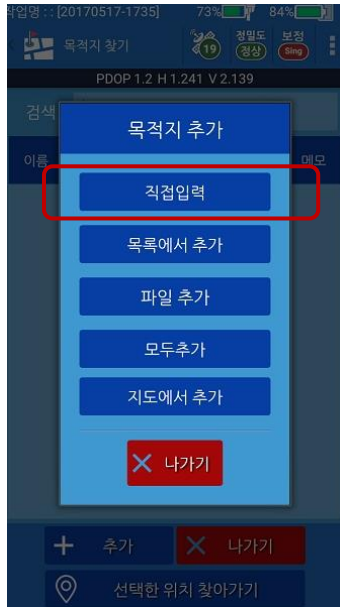 작업명 : : [20170517-1735] 73% 84%
목적지 찾기 19 정밀도 정상 보정 Sing
PDOP 1.2 H 1.241 V 2.139
검색
이름 메모
목적지 추가
직접입력
목록에서 추가
파일 추가
모두추가
지도에서 추가
나가기
추가 나가기
선택한 위치 찾아가기